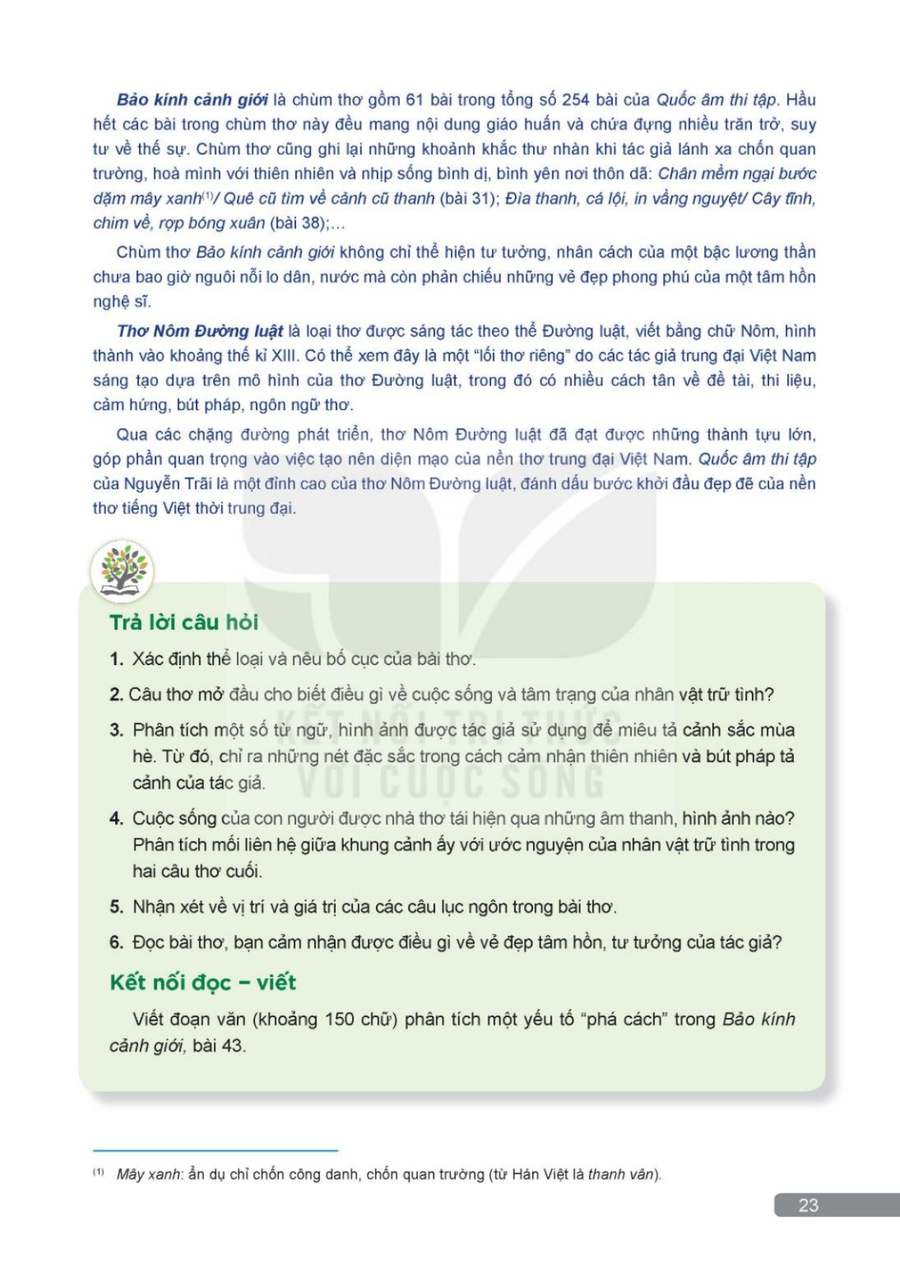 Bảo kính cảnh giới là chùm thơ gồm 61 bài trong tổng số 254 bài của Quốc âm thi tập. Hầu
hết các bài trong chùm thơ này đều mang nội dung giáo huấn và chứa đựng nhiều trăn trở, suy
tư về thế sự. Chùm thơ cũng ghi lại những khoảnh khắc thư nhàn khi tác giả lánh xa chốn quan
trường, hoà mình với thiên nhiên và nhịp sống bình dị, bình yên nơi thôn dã: Chân mềm ngại bước
dặm mây xanh(1)/ Quê cũ tìm về cảnh cũ thanh (bài 31); Đìa thanh, cá lội, in vầng nguyệt/ Cây tĩnh,
chim về, rợp bóng xuân (bài 38);...
Chùm thơ Bảo kính cảnh giới không chỉ thể hiện tư tưởng, nhân cách của một bậc lương thần
chưa bao giờ nguôi nỗi lo dân, nước mà còn phản chiếu những vẻ đẹp phong phú của một tâm hồn
nghệ sĩ.
Thơ Nôm Đường luật là loại thơ được sáng tác theo thể Đường luật, viết bằng chữ Nôm, hình
thành vào khoảng thế kỉ XIII. Có thể xem đây là một “lối thơ riêng” do các tác giả trung đại Việt Nam
sáng tạo dựa trên mô hình của thơ Đường luật, trong đó có nhiều cách tân về đề tài, thi liệu,
cảm hứng, bút pháp, ngôn ngữ thơ.
Qua các chặng đường phát triển, thơ Nôm Đường luật đã đạt được những thành tựu lớn,
góp phần quan trọng vào việc tạo nên diện mạo của nền thơ trung đại Việt Nam. Quốc âm thi tập
của Nguyễn Trãi là một đỉnh cao của thơ Nôm Đường luật, đánh dấu bước khởi đầu đẹp đẽ của nền
thơ tiếng Việt thời trung đại.
Trả lời câu hỏi
1. Xác định thể loại và nêu bố cục của bài thơ.
2. Câu thơ mở đầu cho biết điều gì về cuộc sống và tâm trạng của nhân vật trữ tình?
3. Phân tích một số từ ngữ, hình ảnh được tác giả sử dụng để miêu tả cảnh sắc mùa
hè. Từ đó, chỉ ra những nét đặc sắc trong cách cảm nhận thiên nhiên và bút pháp tả
cảnh của tác giả.
4. Cuộc sống của con người được nhà thơ tái hiện qua những âm thanh, hình ảnh nào?
Phân tích mối liên hệ giữa khung cảnh ấy với ước nguyện của nhân vật trữ tình trong
hai câu thơ cuối.
5. Nhận xét về vị trí và giá trị của các câu lục ngôn trong bài thơ.
6. Đọc bài thơ, bạn cảm nhận được điều gì về vẻ đẹp tâm hồn, tư tưởng của tác giả?
Kết nối đọc – viết
Viết đoạn văn (khoảng 150 chữ) phân tích một yếu tố “phá cách” trong Bảo kính
cảnh giới, bài 43.
KẾT NỐI TRI THỨC
VỚI CUỘC SỐNG
(1) Mây xanh: ẩn dụ chỉ chốn công danh, chốn quan trường (từ Hán Việt là thanh vân).
23